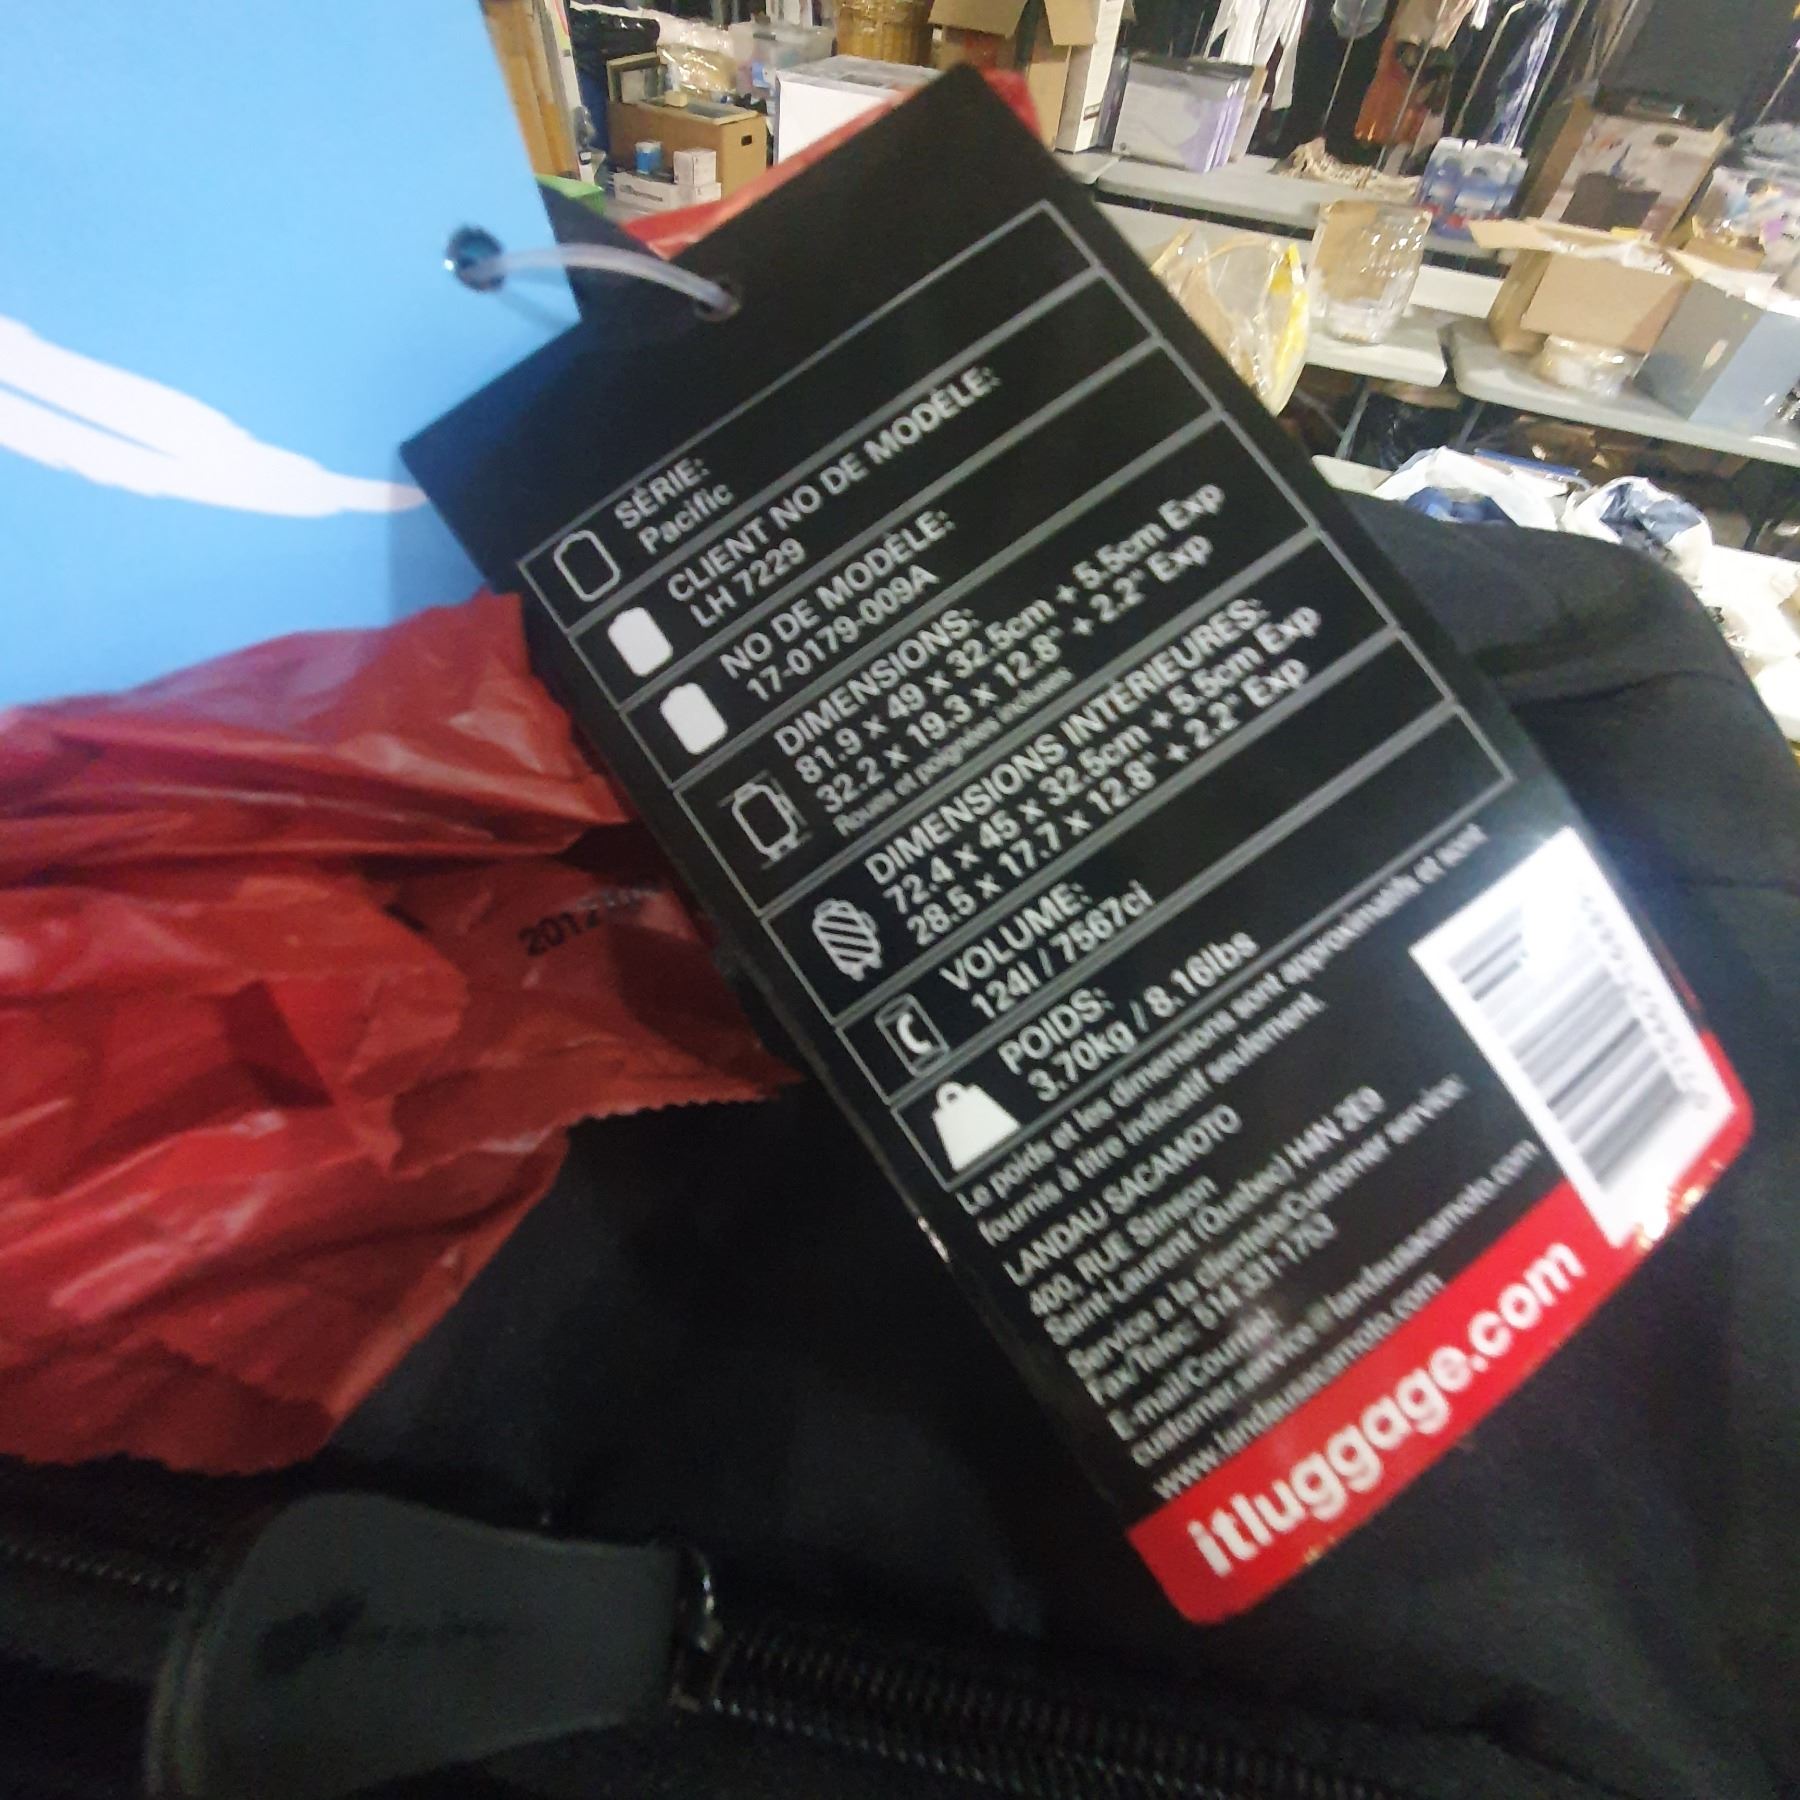 SÉRIE:
Pacific
CLIENT NO DE MODÈLE:
LH 7229
NO DE MODÈLE:
17-0179-009A
DIMENSIONS:
81.9 x 49 x 32.5cm + 5.5cm Exp
32.2 x 19.3 x 12.8" + 2.2" Exp
Roues et poignées incluses
DIMENSIONS INTÉRIEURES:
72.4 x 45 x 32.5cm + 5.5cm Exp
28.5 x 17.7 x 12.8" + 2.2" Exp
VOLUME:
124l / 7567ci
POIDS:
3.70kg / 8.16lbs
Le poids et les dimensions sont approximatifs et sont
fournis à titre indicatif seulement.
LANDAU SACAMOTO
400, RUE Stinson
Saint-Laurent (Québec) H4N 2E9
Service à la clientèle/Customer service:
Fax/Téléc: 514 331-1753
E-mail/Courriel
customer.service@landausacamoto.com
www.landausacamoto.com
itluggage.com